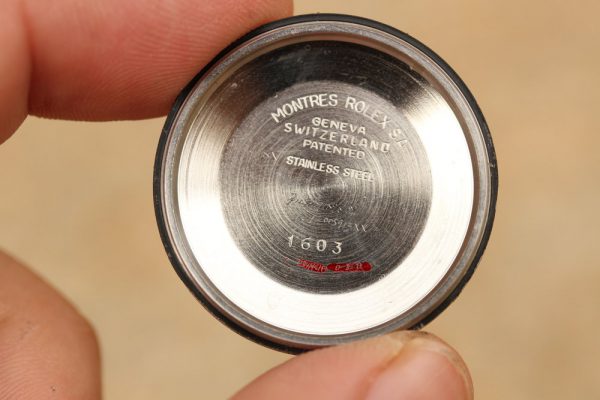 MONTRES ROLEX S.A
GENEVA
SWITZERLAND
PATENTED
STAINLESS STEEL
1603